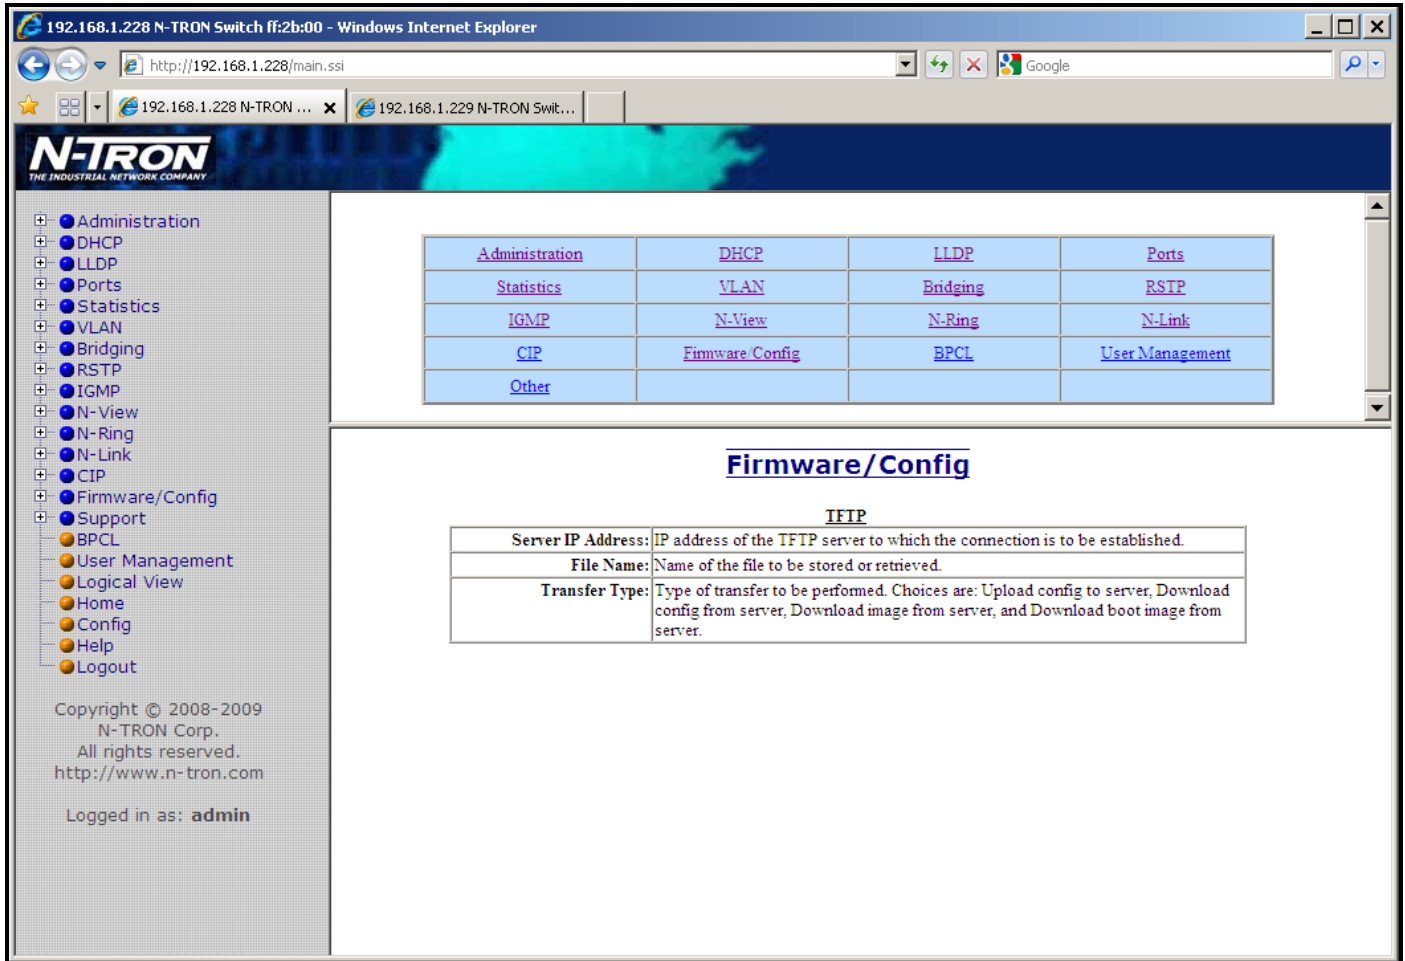 192.168.1.228 N-TRON Switch ff:2b:00 - Windows Internet Explorer
http://192.168.1.228/main.ssi
Google
192.168.1.228 N-TRON ...
192.168.1.229 N-TRON Swit...
N-TRON
THE INDUSTRIAL NETWORK COMPANY
Administration
DHCP
LLDP
Ports
Statistics
VLAN
Bridging
RSTP
IGMP
N-View
N-Ring
N-Link
CIP
Firmware/Config
Support
BPCL
User Management
Logical View
Home
Config
Help
Logout
Copyright © 2008-2009
N-TRON Corp.
All rights reserved.
http://www.n-tron.com
Logged in as: admin
Administration DHCP LLDP Ports
Statistics VLAN Bridging RSTP
IGMP N-View N-Ring N-Link
CIP Firmware/Config BPCL User Management
Other
Firmware/Config
TFTP
Server IP Address: IP address of the TFTP server to which the connection is to be established.
File Name: Name of the file to be stored or retrieved.
Transfer Type: Type of transfer to be performed. Choices are: Upload config to server, Download
config from server, Download image from server, and Download boot image from
server.